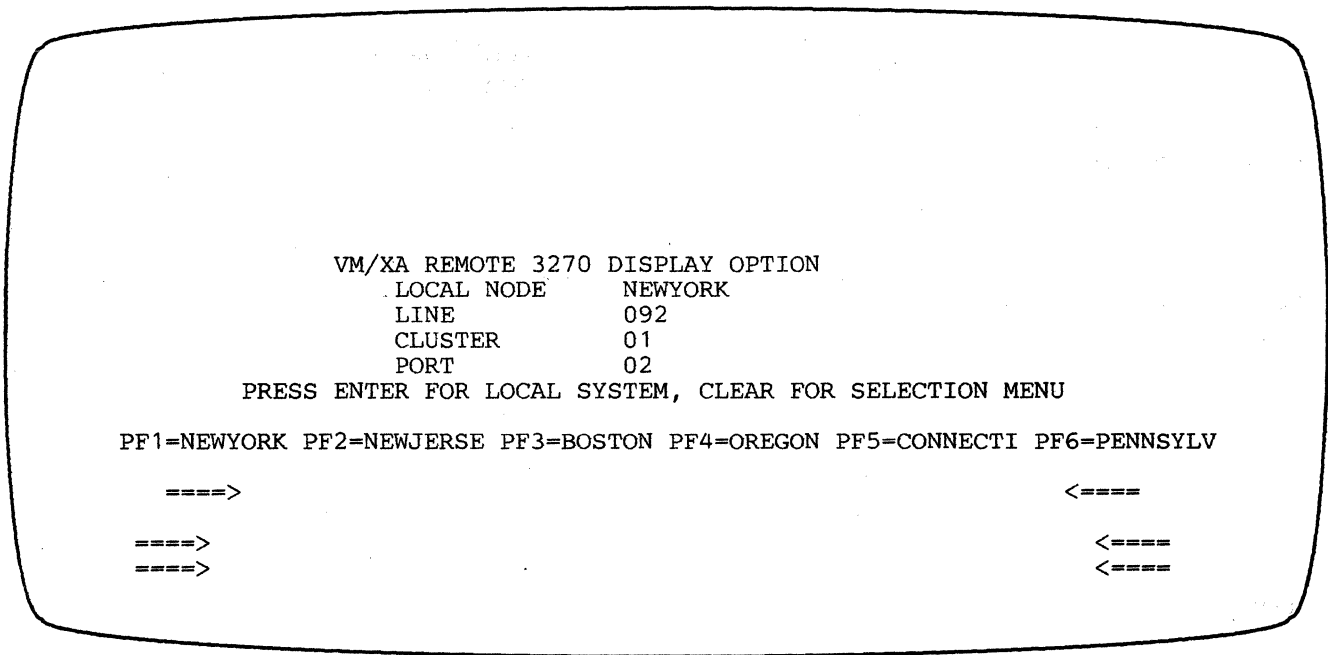 VM/XA REMOTE 3270 DISPLAY OPTION
LOCAL NODE NEWYORK
LINE 092
CLUSTER 01
PORT 02
PRESS ENTER FOR LOCAL SYSTEM, CLEAR FOR SELECTION MENU
PF1=NEWYORK PF2=NEWJERSE PF3=BOSTON PF4=OREGON PF5=CONNECTI PF6=PENNSYLV
====> <====
====> <====
====> <====